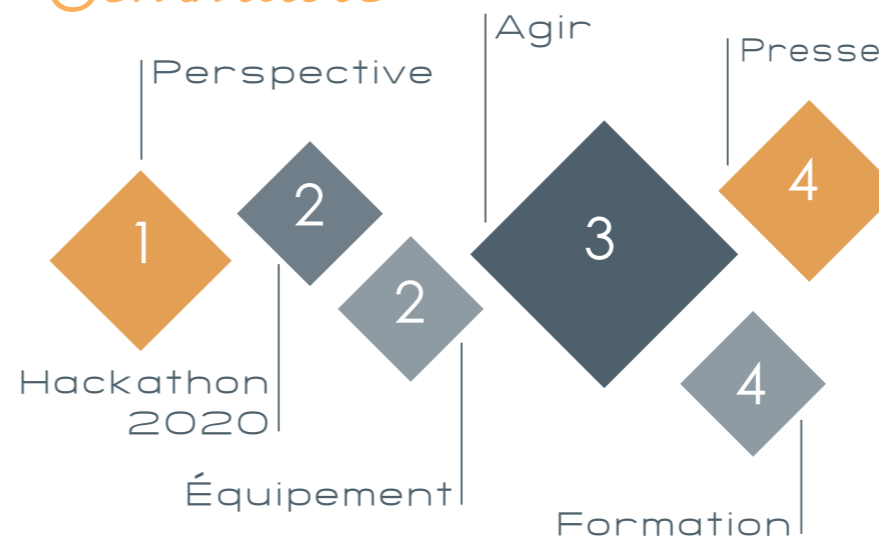 Agir
Presse
Perspective
1
2
3
4
2
4
Hackathon
2020
Équipement
Formation